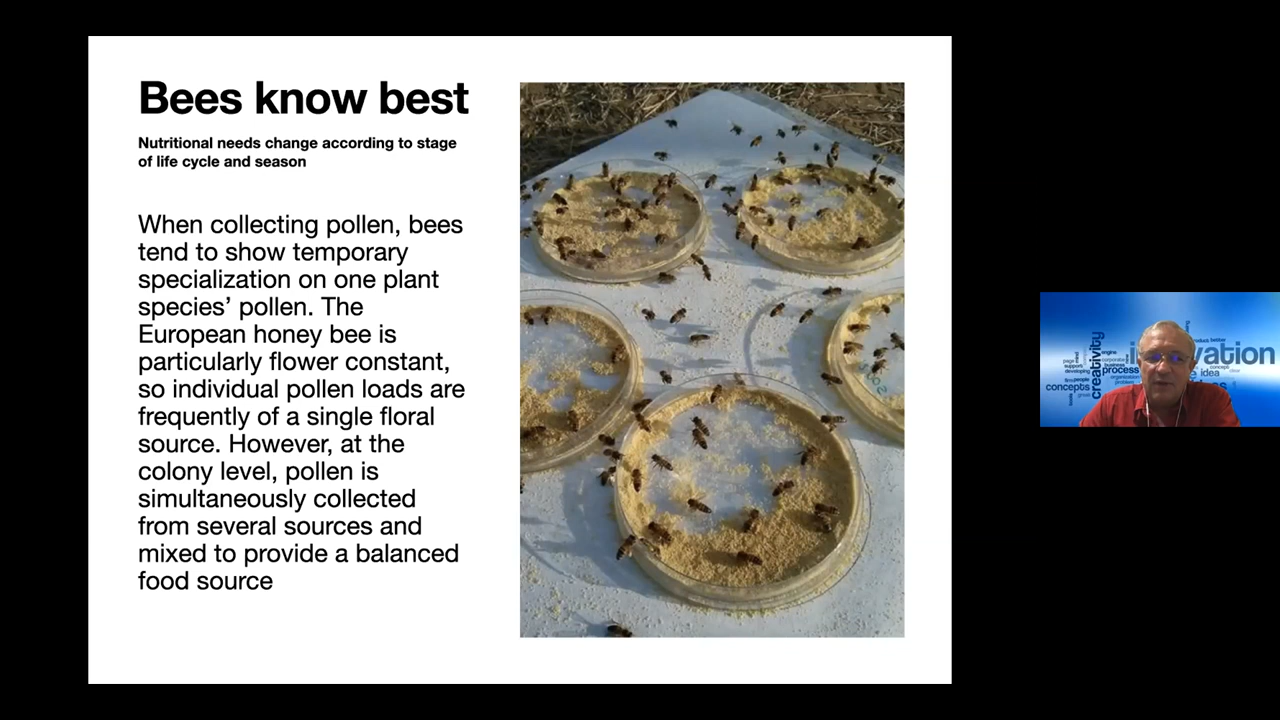 Bees know best
Nutritional needs change according to stage
of life cycle and season
When collecting pollen, bees
tend to show temporary
specialization on one plant
species’ pollen. The
European honey bee is
particularly flower constant,
so individual pollen loads are
frequently of a single floral
source. However, at the
colony level, pollen is
simultaneously collected
from several sources and
mixed to provide a balanced
food source
creativity
engine
process
concepts
idea